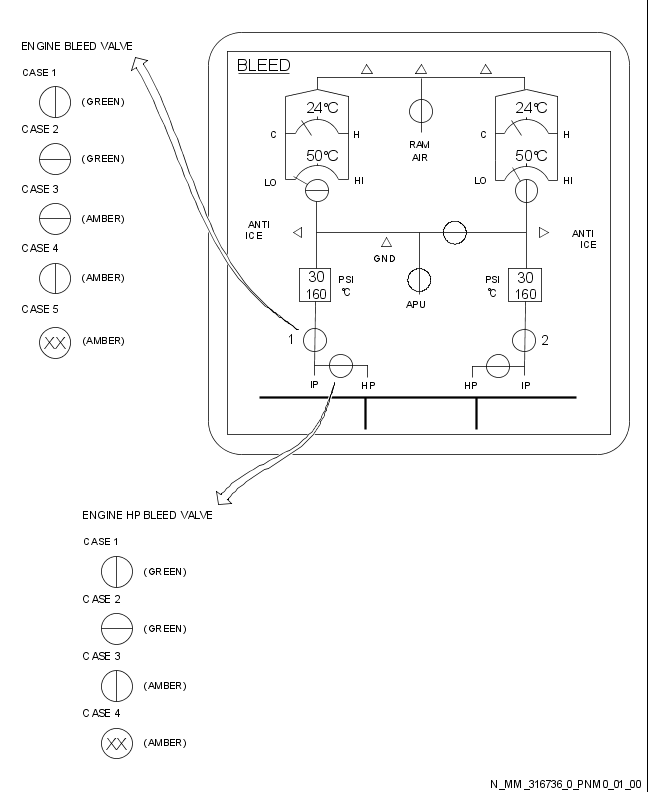 ENGINE BLEED VALVE
CASE 1
(GREEN)
CASE 2
(GREEN)
CASE 3
(AMBER)
CASE 4
(AMBER)
CASE 5
XX (AMBER)
BLEED
24°C 24°C
C H C H
RAM
AIR
50°C 50°C
LO HI LO HI
ANTI
ICE
ANTI
ICE
GND
30 PSI
160 °C
APU
PSI 30
°C 160
1 2
IP HP HP IP
ENGINE HP BLEED VALVE
CASE 1
(GREEN)
CASE 2
(GREEN)
CASE 3
(AMBER)
CASE 4
XX (AMBER)
N_MM_316736_0_PNM0_01_00